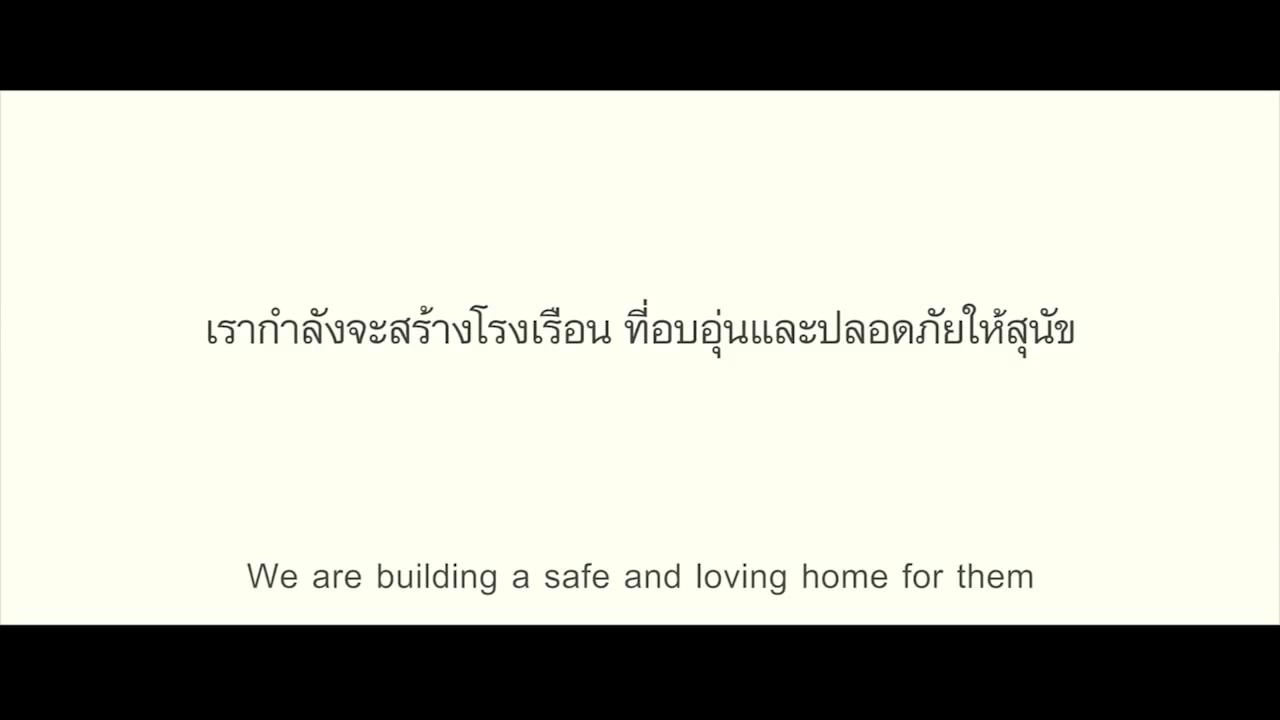 เรากำลังจะสร้างโรงเรือน ที่อบอุ่นและปลอดภัยให้สุนัข
We are building a safe and loving home for them